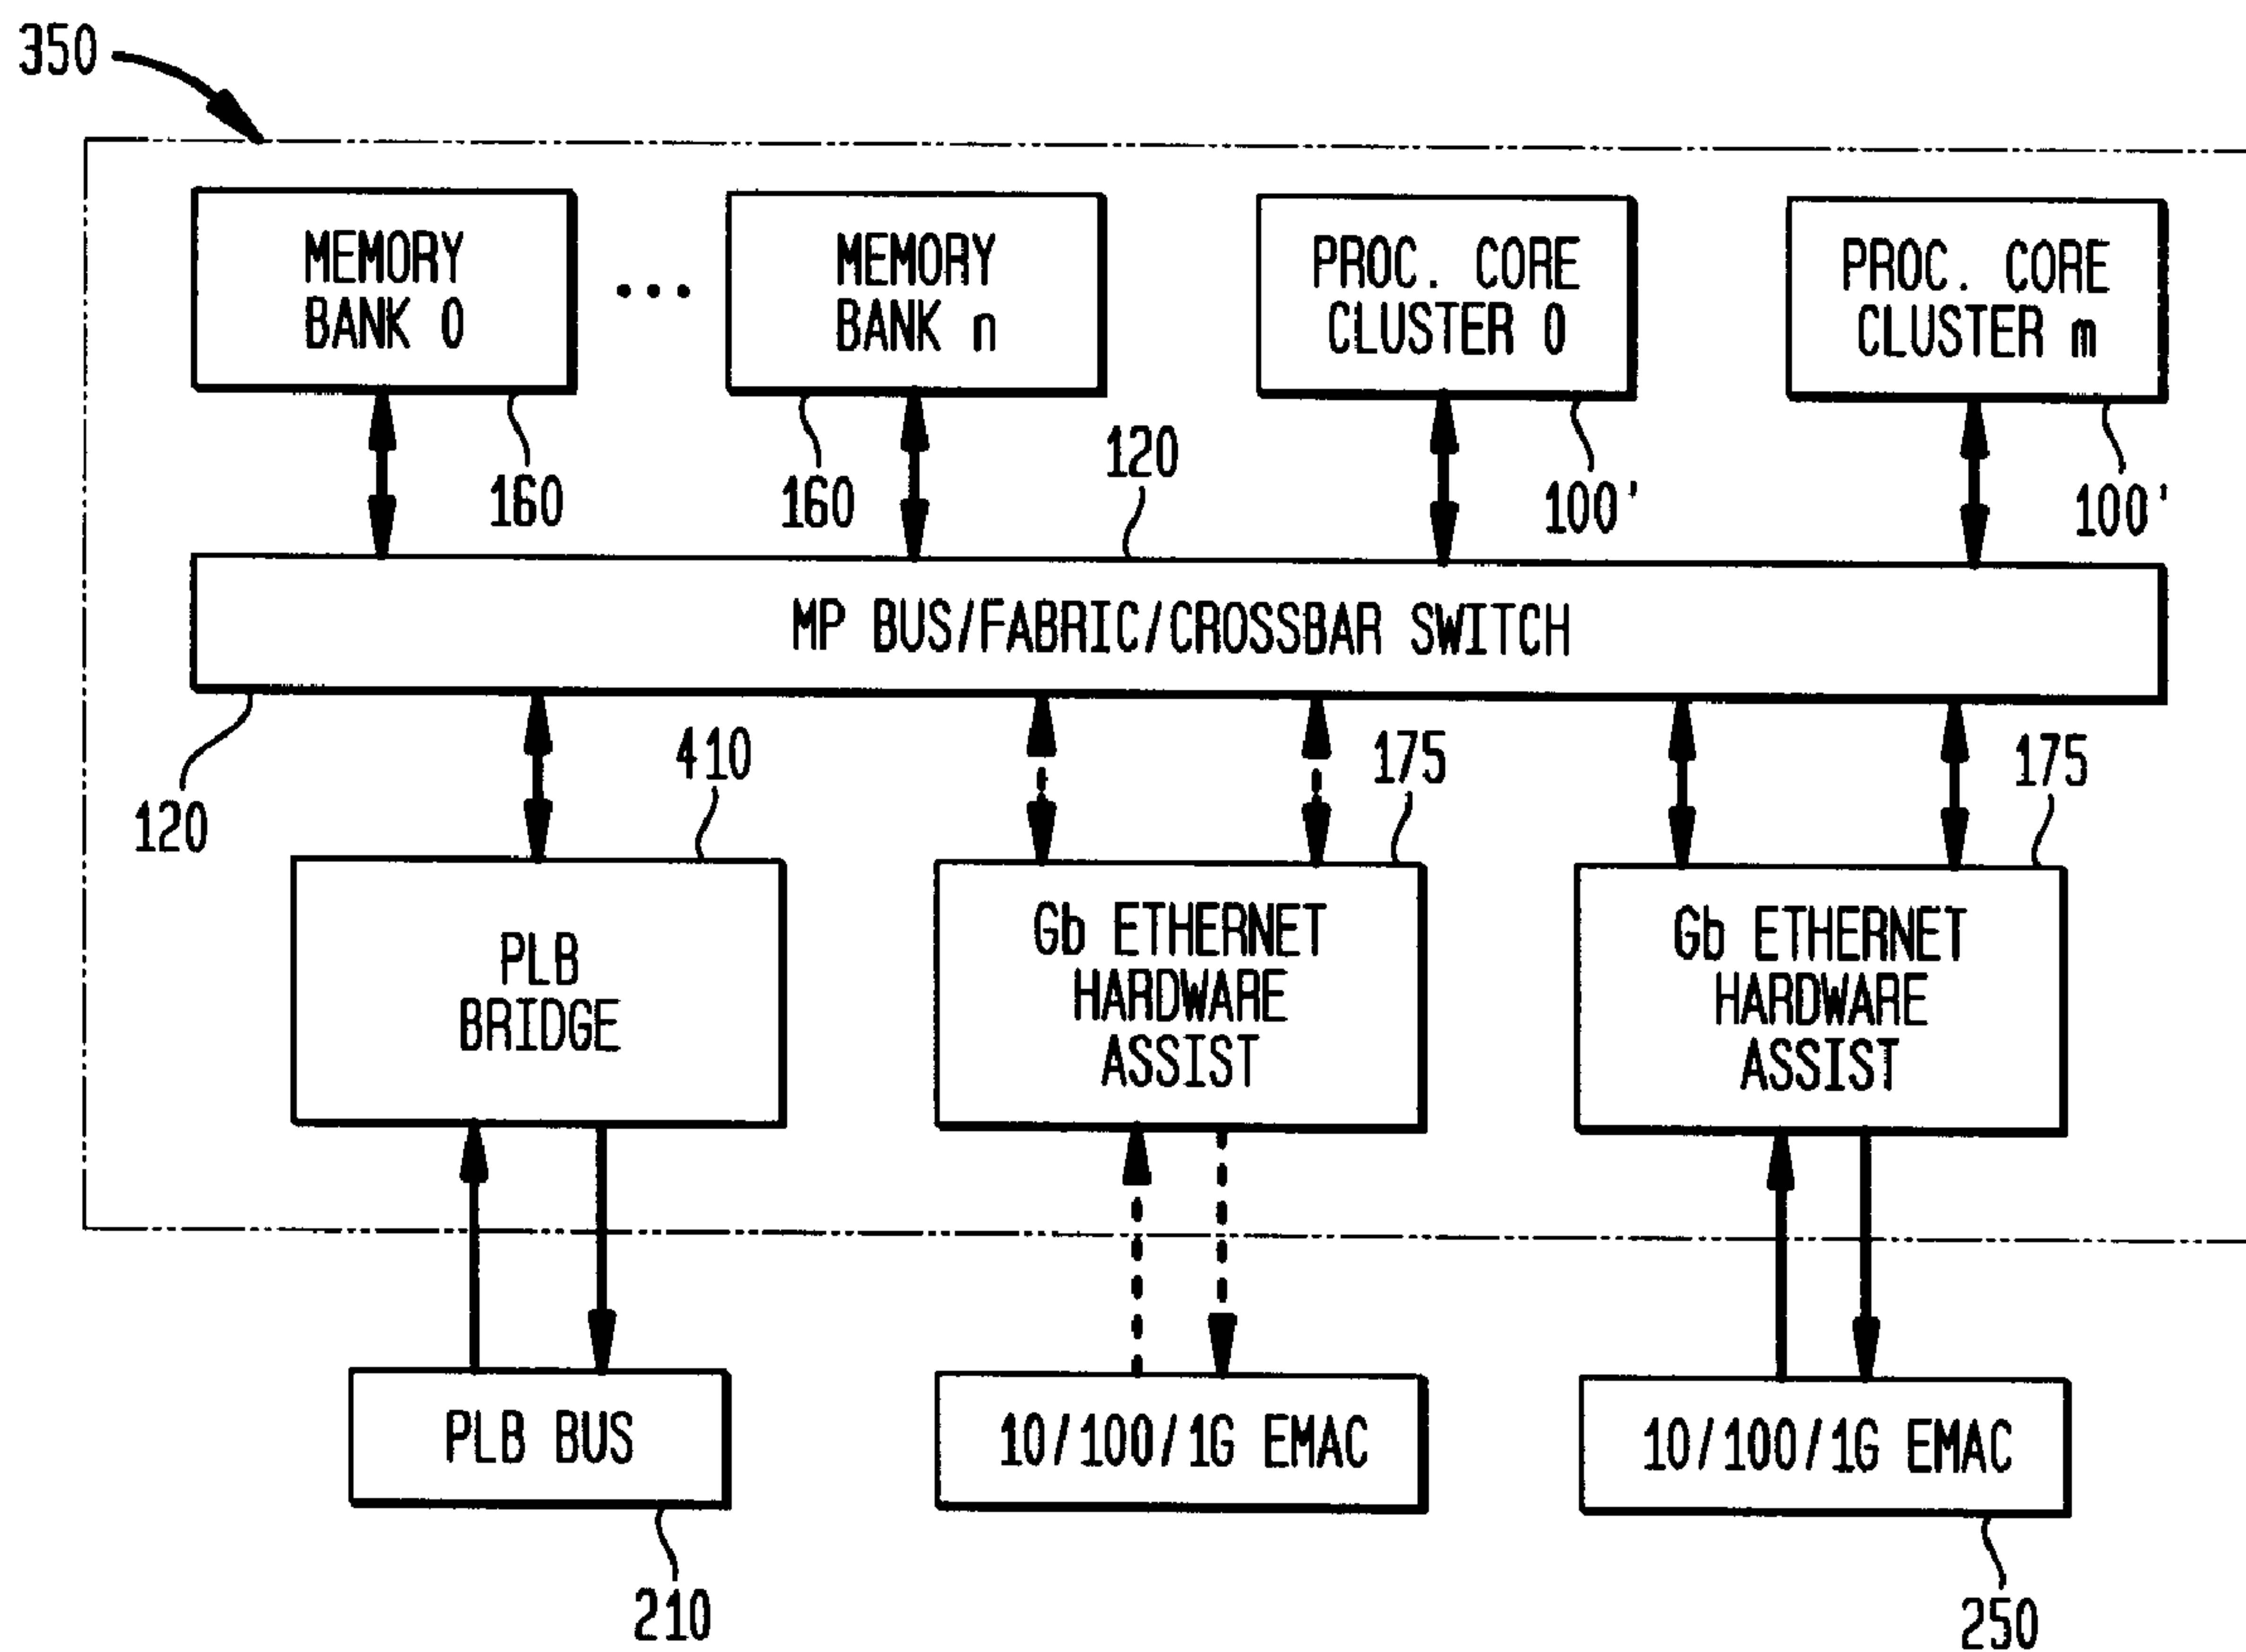 350
MEMORY
BANK 0
• • •
MEMORY
BANK n
PROC. CORE
CLUSTER 0
PROC. CORE
CLUSTER m
160
160
120
100'
100'
MP BUS/FABRIC/CROSSBAR SWITCH
120
410
175
175
PLB
BRIDGE
Gb ETHERNET
HARDWARE
ASSIST
Gb ETHERNET
HARDWARE
ASSIST
PLB BUS
10/100/1G EMAC
10/100/1G EMAC
210
250